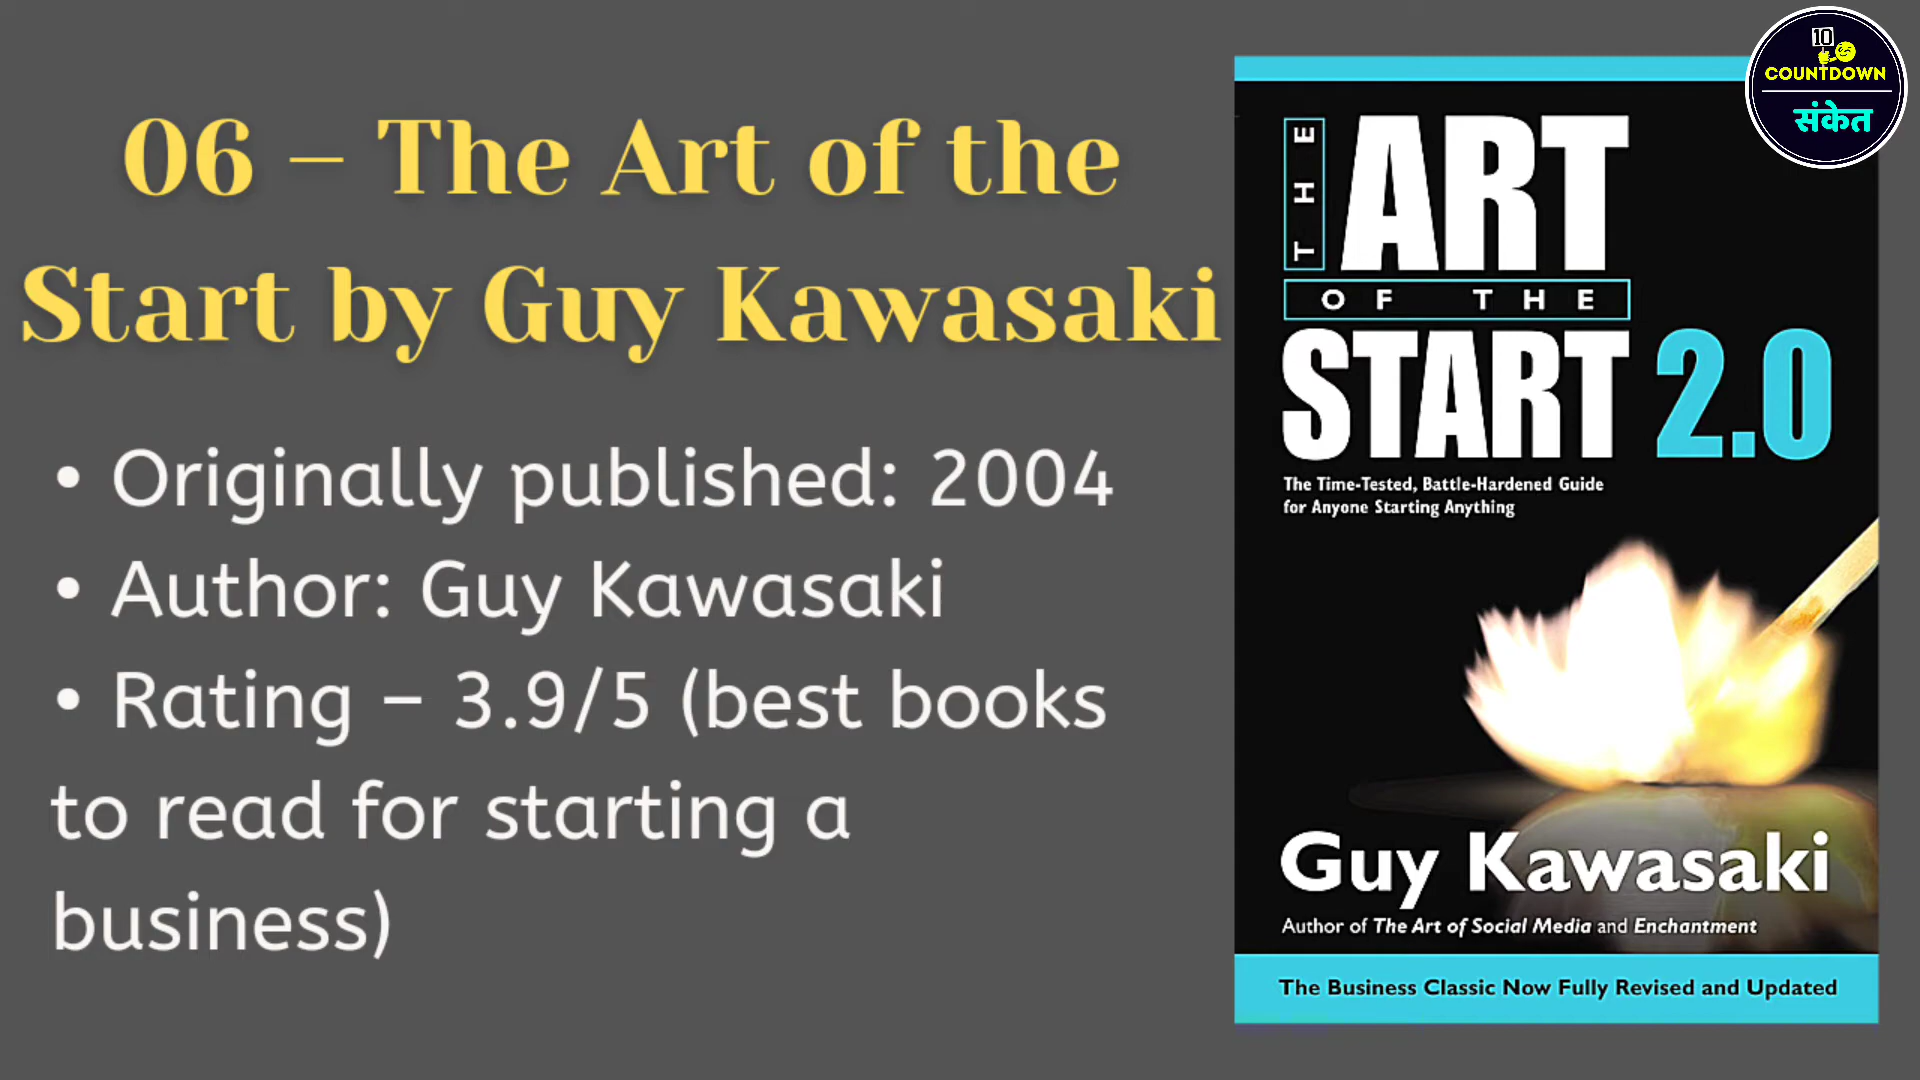 06 – The Art of the
Start by Guy Kawasaki
• Originally published: 2004
• Author: Guy Kawasaki
• Rating – 3.9/5 (best books
to read for starting a
business)
10
COUNTDOWN
संकेत
THE
ART
OF THE
START 2.0
The Time-Tested, Battle-Hardened Guide
for Anyone Starting Anything
Guy Kawasaki
Author of The Art of Social Media and Enchantment
The Business Classic Now Fully Revised and Updated